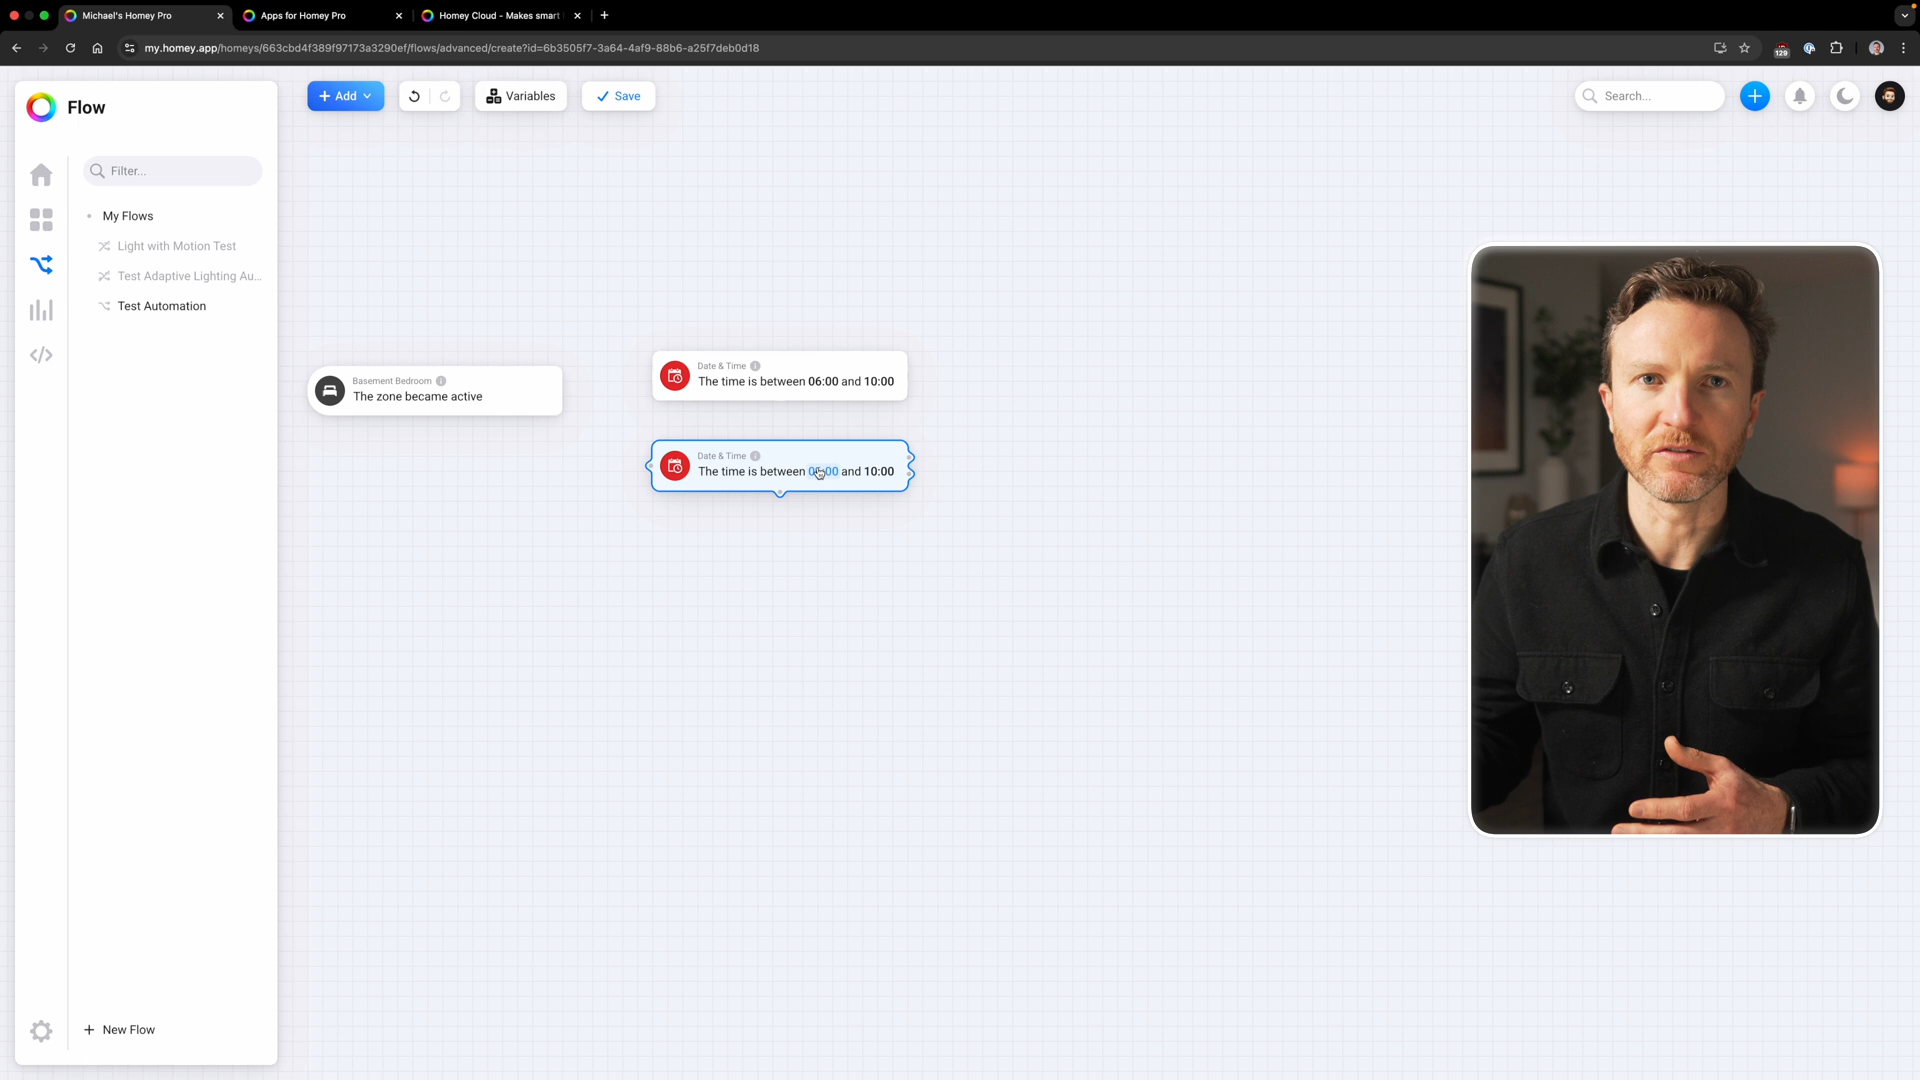 Michael's Homey Pro
Apps for Homey Pro
Homey Cloud - Makes smart
my.homey.app/homeys/663cbd4f389f97173a3290ef/flows/advanced/create?id=6b3505f7-3a64-4af9-88b6-a25f7deb0d18
129
Flow
Add
Variables
Save
Search...
Filter...
My Flows
Light with Motion Test
Test Adaptive Lighting Au...
Test Automation
Basement Bedroom
The zone became active
Date & Time
The time is between 06:00 and 10:00
Date & Time
The time is between and 10:00
New Flow